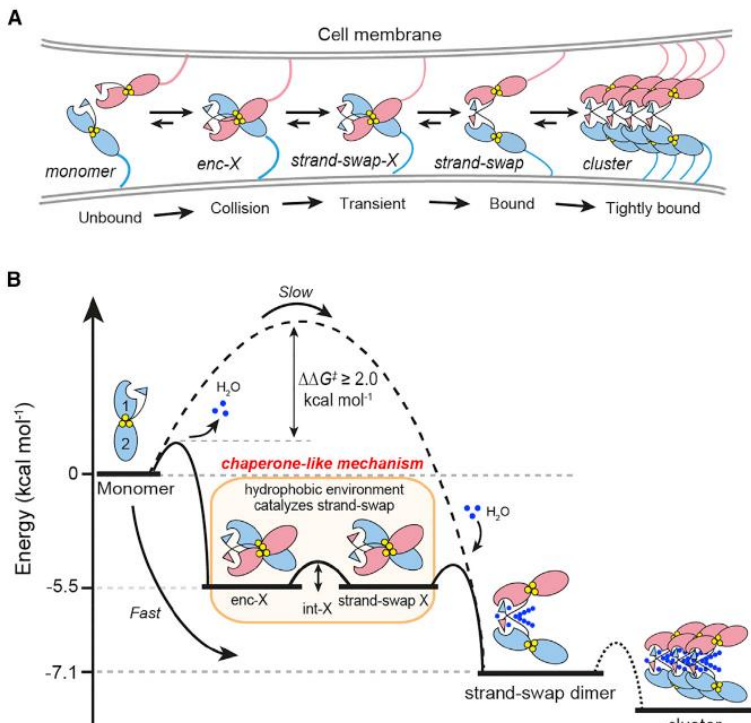 A
Cell membrane
monomer
enc-X
strand-swap-X
strand-swap
cluster
Unbound
Collision
Transient
Bound
Tightly bound
B
Slow
H₂O
ΔΔG‡ ≥ 2.0
kcal mol⁻¹
1
2
chaperone-like mechanism
0
Monomer
hydrophobic environment
catalyzes strand-swap
H₂O
Energy (kcal mol⁻¹)
-5.5
enc-X
int-X
strand-swap X
Fast
-7.1
strand-swap dimer
cluster